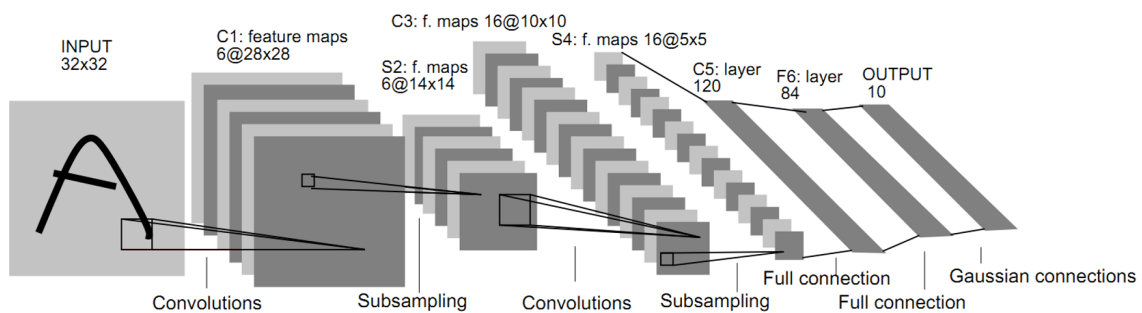 INPUT
32x32
C1: feature maps
6@28x28
S2: f. maps
6@14x14
C3: f. maps 16@10x10
S4: f. maps 16@5x5
C5: layer
120
F6: layer
84
OUTPUT
10
Convolutions
Subsampling
Convolutions
Subsampling
Full connection
Full connection
Gaussian connections